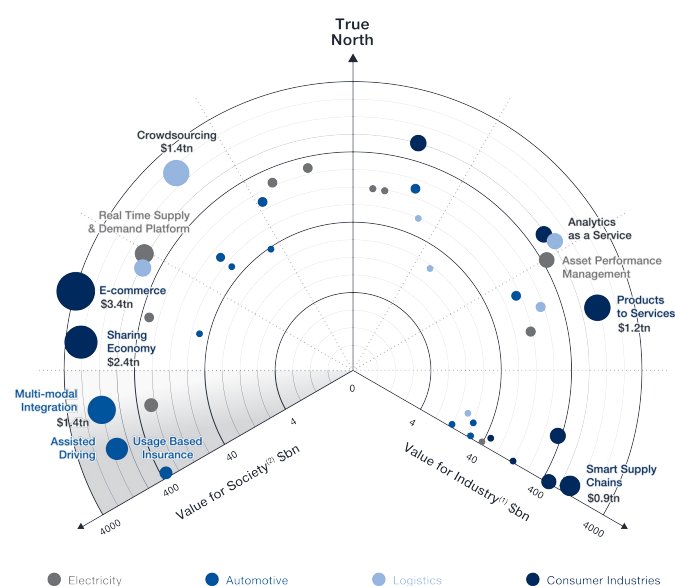 True
North
Crowdsourcing
$1.4tn
Real Time Supply
& Demand Platform
Analytics
as a Service
Asset Performance
Management
E-commerce
$3.4tn
Products
to Services
$1.2tn
Sharing
Economy
$2.4tn
0
Multi-modal
Integration
$1.4tn
4
4
Assisted
Driving
Usage Based
Insurance
40
40
400
400
4000
4000
Value for Society(2) $bn
Value for Industry(1) $bn
Smart Supply
Chains
$0.9tn
Electricity
Automotive
Logistics
Consumer Industries